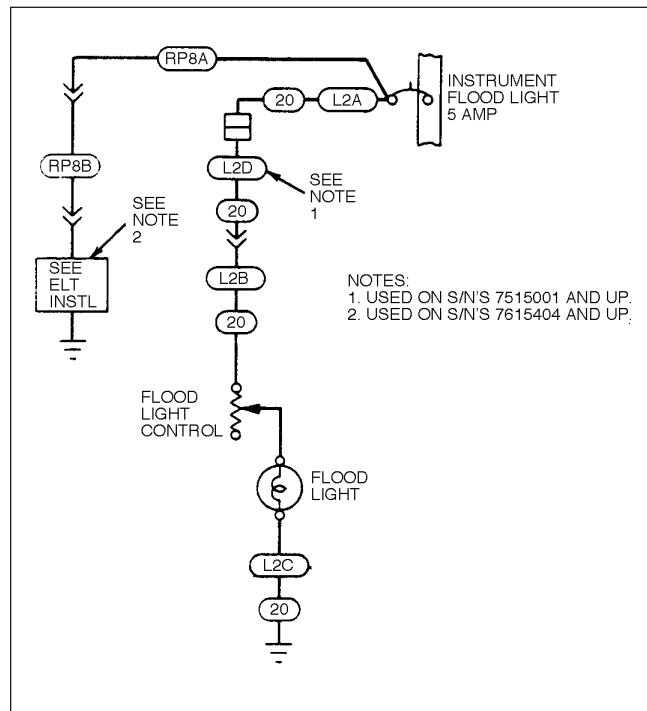 RP8A
INSTRUMENT
FLOOD LIGHT
5 AMP
20
L2A
RP8B
L2D
SEE
NOTE
1
SEE
NOTE
2
20
SEE
ELT
INSTL
L2B
NOTES:
1. USED ON S/N'S 7515001 AND UP.
2. USED ON S/N'S 7615404 AND UP.
20
FLOOD
LIGHT
CONTROL
FLOOD
LIGHT
L2C
20